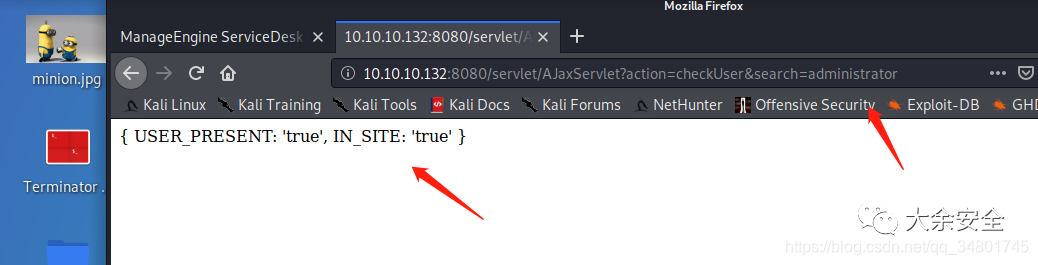 Mozilla Firefox
minion.jpg
Terminator ...
ManageEngine ServiceDesk ×
10.10.10.132:8080/servlet/A ×
+
10.10.10.132:8080/servlet/AJaxServlet?action=checkUser&search=administrator
Kali Linux Kali Training Kali Tools Kali Docs Kali Forums NetHunter Offensive Security Exploit-DB GHD
{ USER_PRESENT: 'true', IN_SITE: 'true' }
大余安全
https://blog.csdn.net/qq_34801745